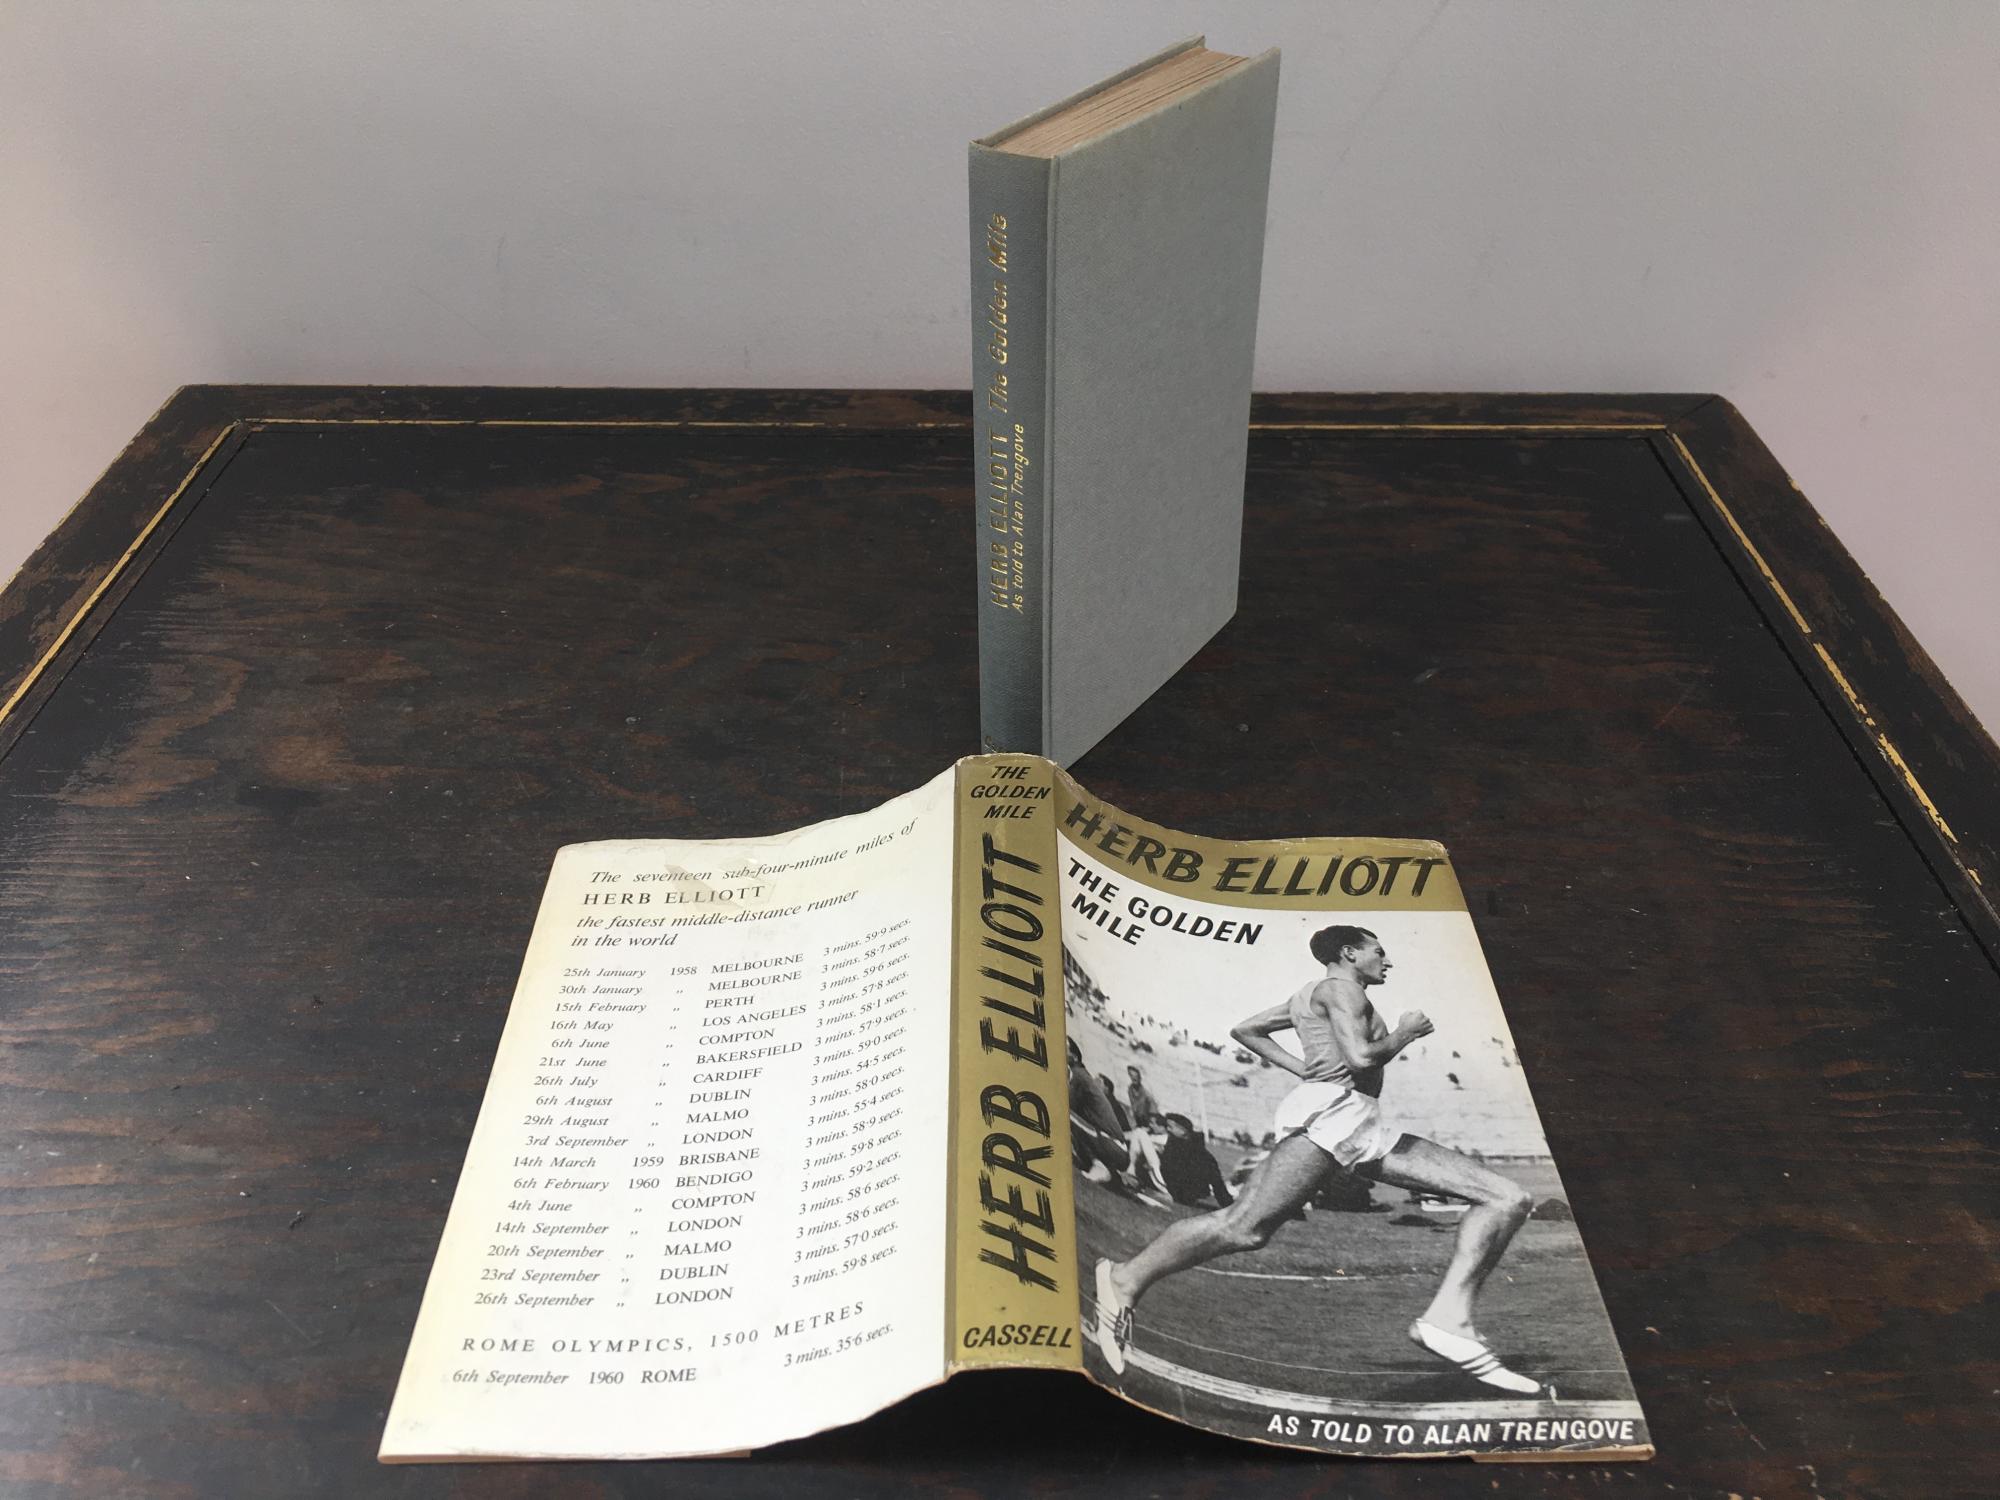 HERB ELLIOTT The Golden Mile
As told to Alan Trengove
The seventeen sub-four-minute miles of
HERB ELLIOTT
the fastest middle-distance runner
in the world
25th January 1958 MELBOURNE 3 mins. 59·9 secs.
30th January ,, MELBOURNE 3 mins. 58·7 secs.
15th February ,, PERTH 3 mins. 59·6 secs.
16th May ,, LOS ANGELES 3 mins. 57·8 secs.
6th June ,, COMPTON 3 mins. 58·1 secs.
21st June ,, BAKERSFIELD 3 mins. 57·9 secs.
26th July ,, CARDIFF 3 mins. 59·0 secs.
6th August ,, DUBLIN 3 mins. 54·5 secs.
29th August ,, MALMO 3 mins. 58·0 secs.
3rd September ,, LONDON 3 mins. 55·4 secs.
14th March 1959 BRISBANE 3 mins. 58·9 secs.
6th February 1960 BENDIGO 3 mins. 59·8 secs.
4th June ,, COMPTON 3 mins. 59·2 secs.
14th September ,, LONDON 3 mins. 58·6 secs.
20th September ,, MALMO 3 mins. 58·6 secs.
23rd September ,, DUBLIN 3 mins. 57·0 secs.
26th September ,, LONDON 3 mins. 59·8 secs.
ROME OLYMPICS, 1500 METRES
6th September 1960 ROME 3 mins. 35·6 secs.
THE
GOLDEN
MILE
HERB ELLIOTT
CASSELL
HERB ELLIOTT
THE GOLDEN
MILE
AS TOLD TO ALAN TRENGOVE